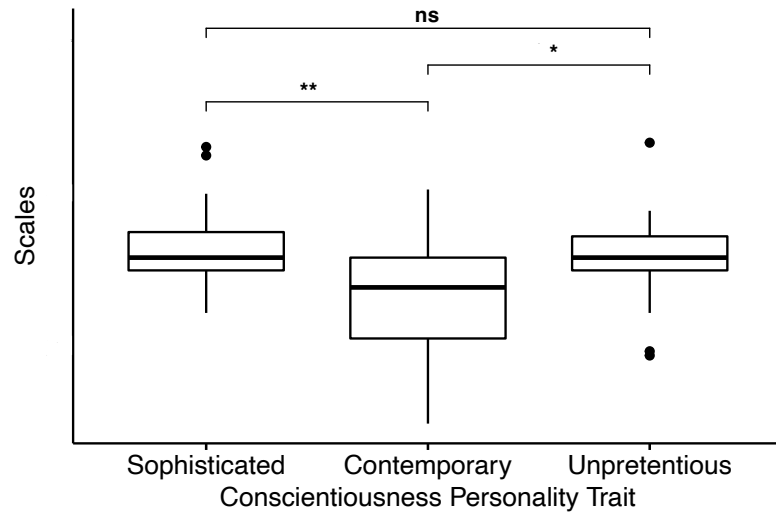 ns
*
**
Scales
Sophisticated Contemporary Unpretentious
Conscientiousness Personality Trait